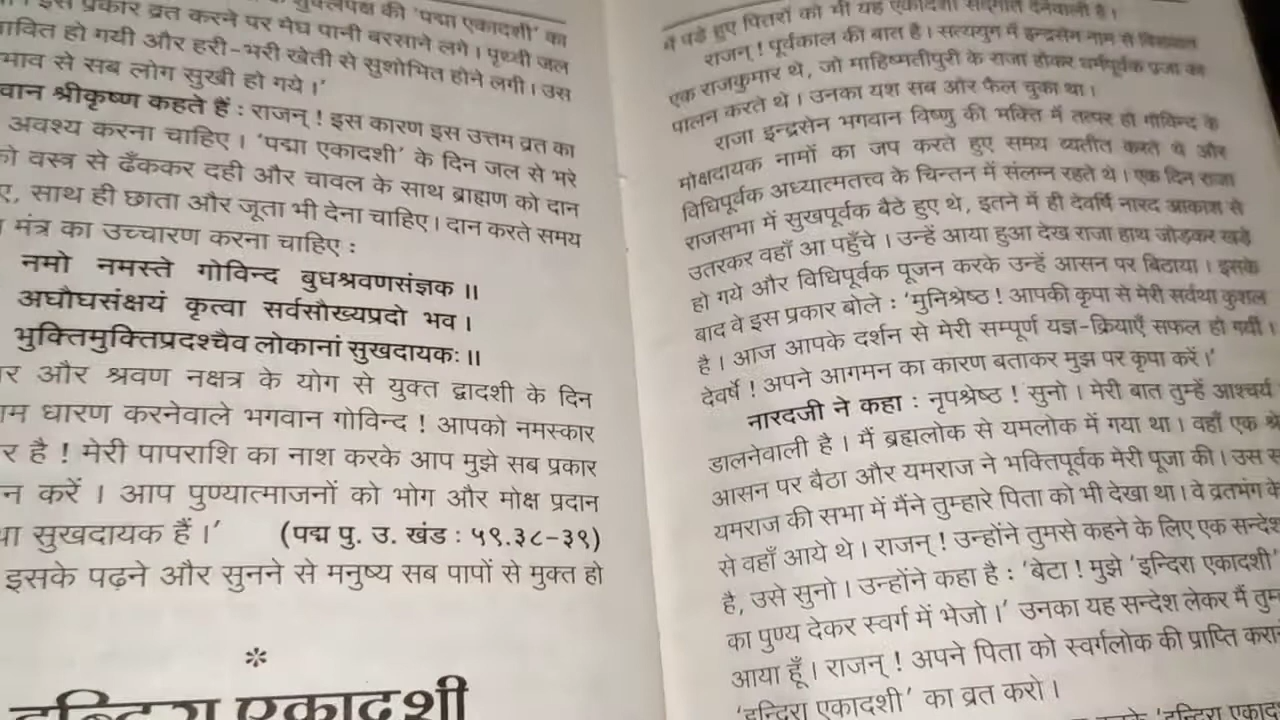 प्रकार व्रत करने पर मेघ पानी बरसाने लगे । पृथ्वी जल
हो गयी और हरी-भरी खेती से सुशोभित होने लगी । उस
से सब लोग सुखी हो गये ।'
श्रीकृष्ण कहते हैं : राजन् ! इस कारण इस उत्तम व्रत का
अवश्य करना चाहिए । 'पद्मा एकादशी' के दिन जल से भरे
वस्त्र से ढँककर दही और चावल के साथ ब्राह्मण को दान
साथ ही छाता और जूता भी देना चाहिए । दान करते समय
मंत्र का उच्चारण करना चाहिए :
नमो नमस्ते गोविन्द बुधश्रवणसंज्ञक ॥
अघौघसंक्षयं कृत्वा सर्वसौख्यप्रदो भव ।
भुक्तिमुक्तिप्रदश्चैव लोकानां सुखदायकः ॥
और श्रवण नक्षत्र के योग से युक्त द्वादशी के दिन
धारण करनेवाले भगवान गोविन्द ! आपको नमस्कार
है ! मेरी पापराशि का नाश करके आप मुझे सब प्रकार
करें । आप पुण्यात्माजनों को भोग और मोक्ष प्रदान
सुखदायक हैं ।' (पद्म पु. उ. खंड : ५९.३८-३९)
इसके पढ़ने और सुनने से मनुष्य सब पापों से मुक्त हो
*
इन्दिरा एकादशी
में पड़े हुए पितरों को भी यह एकादशी सदगति देनेवाली है ।
राजन् ! पूर्वकाल की बात है । सत्ययुग में इन्द्रसेन नाम से विख्यात
एक राजकुमार थे, जो माहिष्मतीपुरी के राजा होकर धर्मपूर्वक प्रजा का
पालन करते थे । उनका यश सब ओर फैल चुका था ।
राजा इन्द्रसेन भगवान विष्णु की भक्ति में तत्पर हो गोविन्द के
मोक्षदायक नामों का जप करते हुए समय व्यतीत करते थे और
विधिपूर्वक अध्यात्मतत्त्व के चिन्तन में संलग्न रहते थे । एक दिन राजा
राजसभा में सुखपूर्वक बैठे हुए थे, इतने में ही देवर्षि नारद आकाश से
उतरकर वहाँ आ पहुँचे । उन्हें आया हुआ देख राजा हाथ जोड़कर खड़े
हो गये और विधिपूर्वक पूजन करके उन्हें आसन पर बिठाया । इसके
बाद वे इस प्रकार बोले : 'मुनिश्रेष्ठ ! आपकी कृपा से मेरी सर्वथा कुशल
है । आज आपके दर्शन से मेरी सम्पूर्ण यज्ञ-क्रियाएँ सफल हो गयीं ।
देवर्षे ! अपने आगमन का कारण बताकर मुझ पर कृपा करें ।'
नारदजी ने कहा : नृपश्रेष्ठ ! सुनो । मेरी बात तुम्हें आश्चर्य
डालनेवाली है । मैं ब्रह्मलोक से यमलोक में गया था । वहाँ एक
आसन पर बैठा और यमराज ने भक्तिपूर्वक मेरी पूजा की । उस
यमराज की सभा में मैंने तुम्हारे पिता को भी देखा था । वे व्रतभंग के
से वहाँ आये थे । राजन् ! उन्होंने तुमसे कहने के लिए एक सन्देश
है, उसे सुनो । उन्होंने कहा है : 'बेटा ! मुझे 'इन्दिरा एकादशी'
का पुण्य देकर स्वर्ग में भेजो ।' उनका यह सन्देश लेकर मैं
आया हूँ । राजन् ! अपने पिता को स्वर्गलोक की प्राप्ति
'इन्दिरा एकादशी' का व्रत करो ।